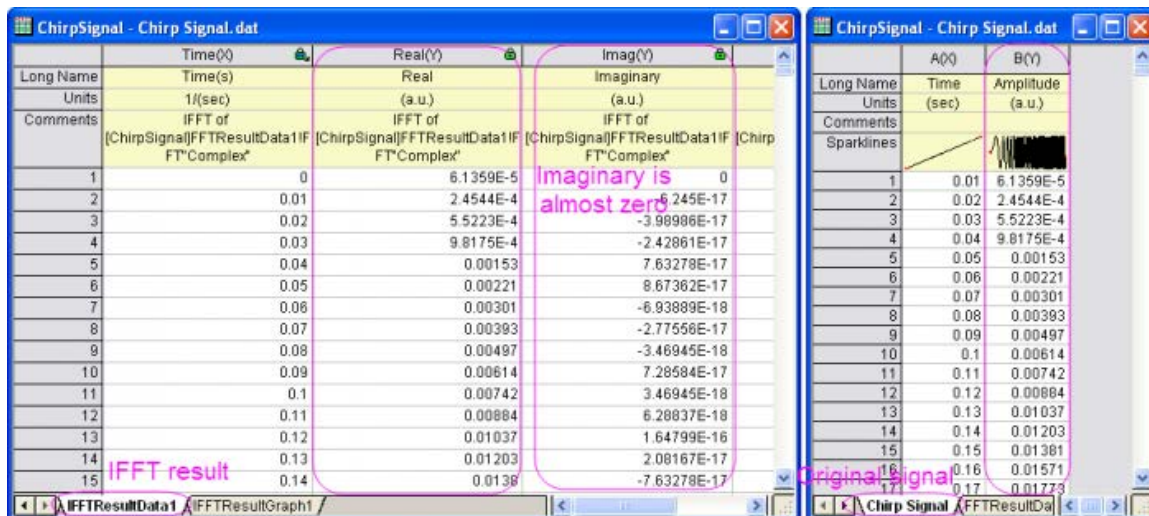 ChirpSignal - Chirp Signal.dat
Time(X) Real(Y) Imag(Y)
Long Name Time(s) Real Imaginary
Units 1/(sec) (a.u.) (a.u.)
Comments IFFT of IFFT of IFFT of
[ChirpSignal]FFTResultData1!F [ChirpSignal]FFTResultData1!F [ChirpSignal]FFTResultData1!F [Chirp
FT"Complex" FT"Complex" FT"Complex"
1 0 6.1359E-5 0
2 0.01 2.4544E-4 -6.245E-17
3 0.02 5.5223E-4 -3.98986E-17
4 0.03 9.8175E-4 -2.42861E-17
5 0.04 0.00153 7.63278E-17
6 0.05 0.00221 8.67362E-17
7 0.06 0.00301 -6.93889E-18
8 0.07 0.00393 -2.77556E-17
9 0.08 0.00497 -3.46945E-18
10 0.09 0.00614 7.28584E-17
11 0.1 0.00742 3.46945E-18
12 0.11 0.00884 6.28837E-18
13 0.12 0.01037 1.64799E-16
14 0.13 0.01203 2.08167E-17
15 0.14 0.0138 -7.63278E-17
Imaginary is
almost zero
IFFT result
IFFTResultData1 IFFTResultGraph1
ChirpSignal - Chirp Signal.dat
A(X) B(Y)
Long Name Time Amplitude
Units (sec) (a.u.)
Comments
Sparklines
1 0.01 6.1359E-5
2 0.02 2.4544E-4
3 0.03 5.5223E-4
4 0.04 9.8175E-4
5 0.05 0.00153
6 0.06 0.00221
7 0.07 0.00301
8 0.08 0.00393
9 0.09 0.00497
10 0.1 0.00614
11 0.11 0.00742
12 0.12 0.00884
13 0.13 0.01037
14 0.14 0.01203
15 0.15 0.01381
16 0.16 0.01571
17 0.17 0.01773
Original signal
Chirp Signal FFTResultDa